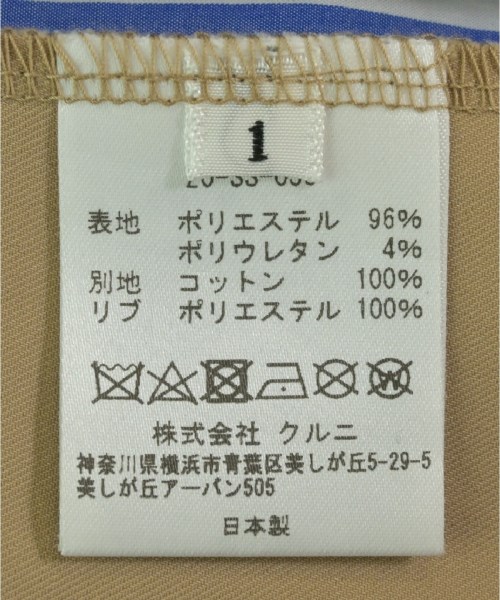 1
表地 ポリエステル 96%
ポリウレタン 4%
別地 コットン 100%
リブ ポリエステル 100%
W
株式会社 クルニ
神奈川県横浜市青葉区美しが丘5-29-5
美しが丘アーバン505
日本製